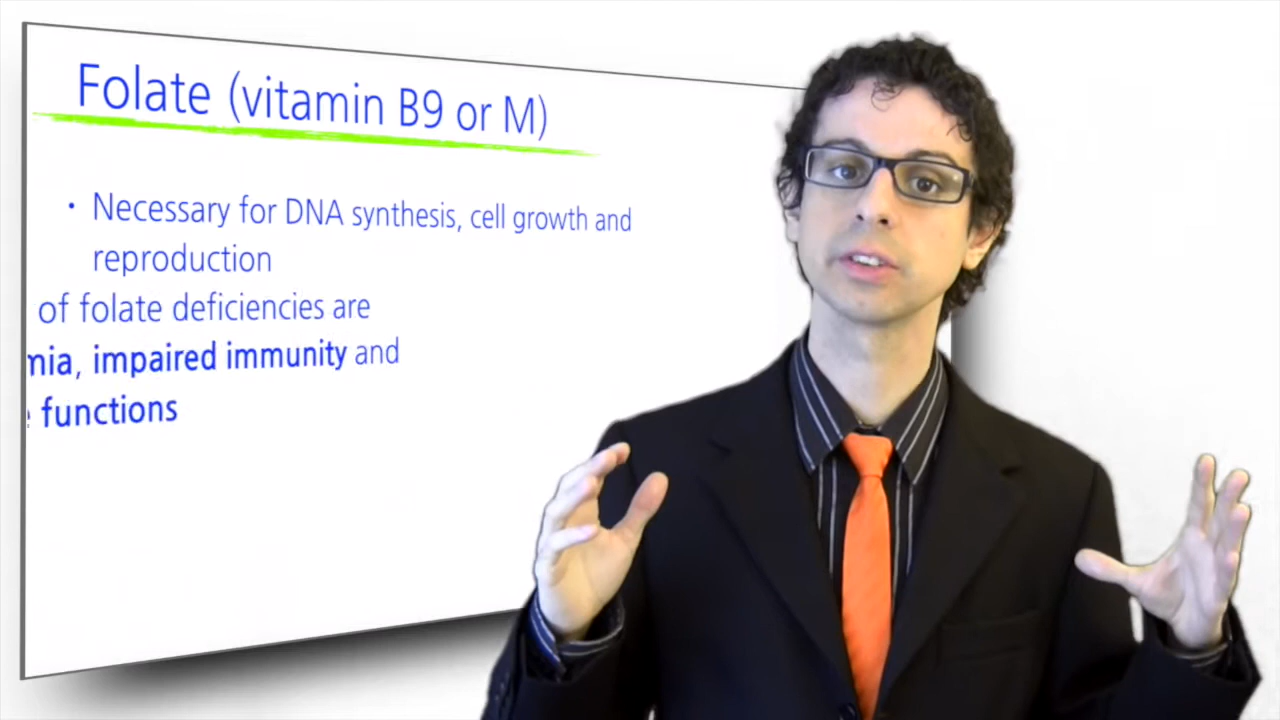 Folate (vitamin B9 or M)
• Necessary for DNA synthesis, cell growth and
reproduction
of folate deficiencies are
mia, impaired immunity and
functions